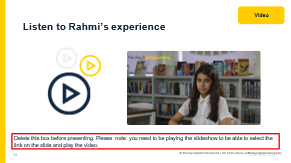 Video
Listen to Rahmi's experience
Delete this box before presenting. Please note: you need to be playing the slideshow to be able to select the
link on the slide and play the video.